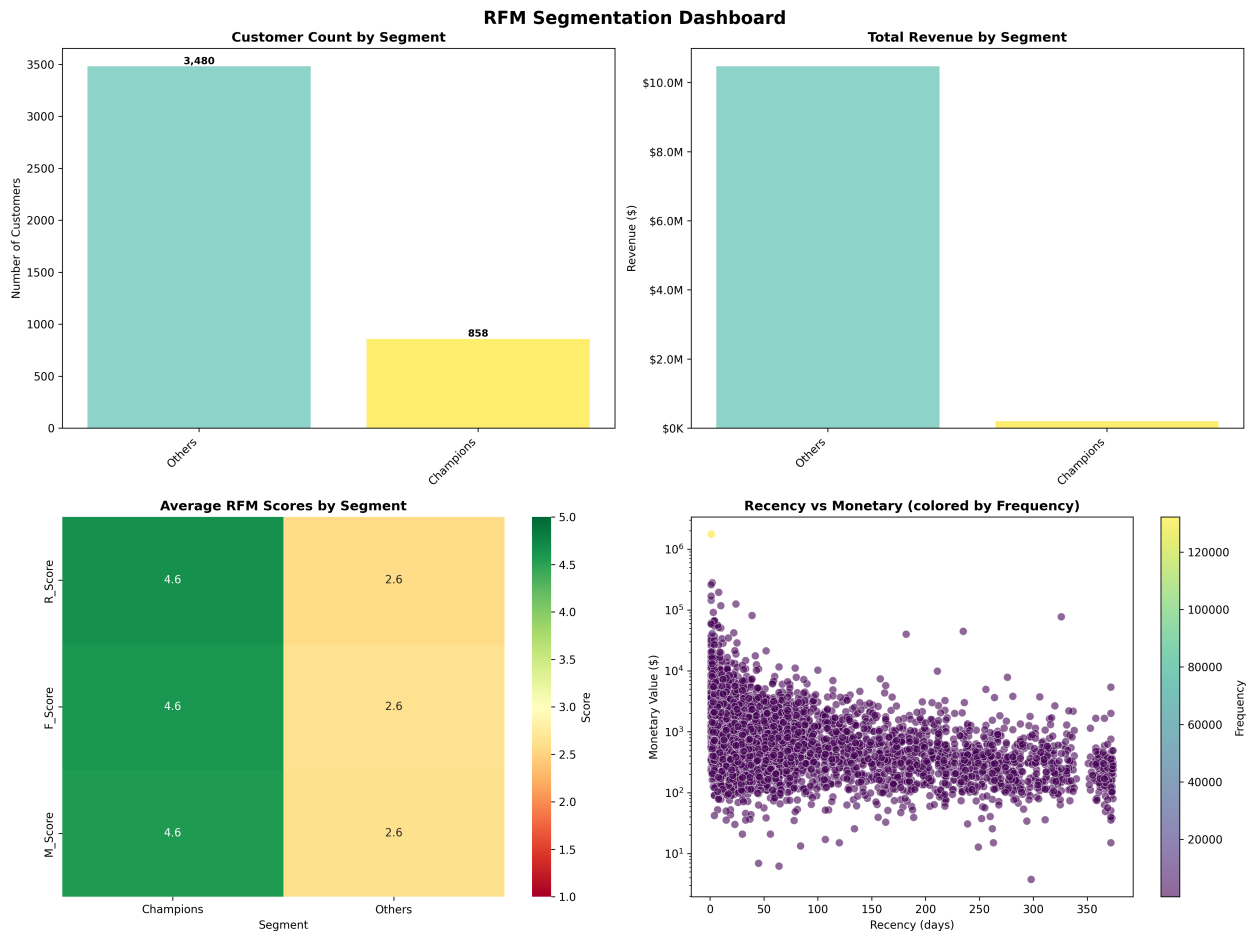 RFM Segmentation Dashboard
Customer Count by Segment
3500
3000
2500
2000
1500
1000
500
0
Number of Customers
3,480
858
Others
Champions
Total Revenue by Segment
$10.0M
$8.0M
$6.0M
$4.0M
$2.0M
$0K
Revenue ($)
Others
Champions
Average RFM Scores by Segment
R_Score
F_Score
M_Score
4.6
2.6
4.6
2.6
4.6
2.6
Champions
Others
Segment
5.0
4.5
4.0
3.5
3.0
2.5
2.0
1.5
1.0
Score
Recency vs Monetary (colored by Frequency)
10⁶
10⁵
10⁴
10³
10²
10¹
Monetary Value ($)
0
50
100
150
200
250
300
350
Recency (days)
120000
100000
80000
60000
40000
20000
Frequency